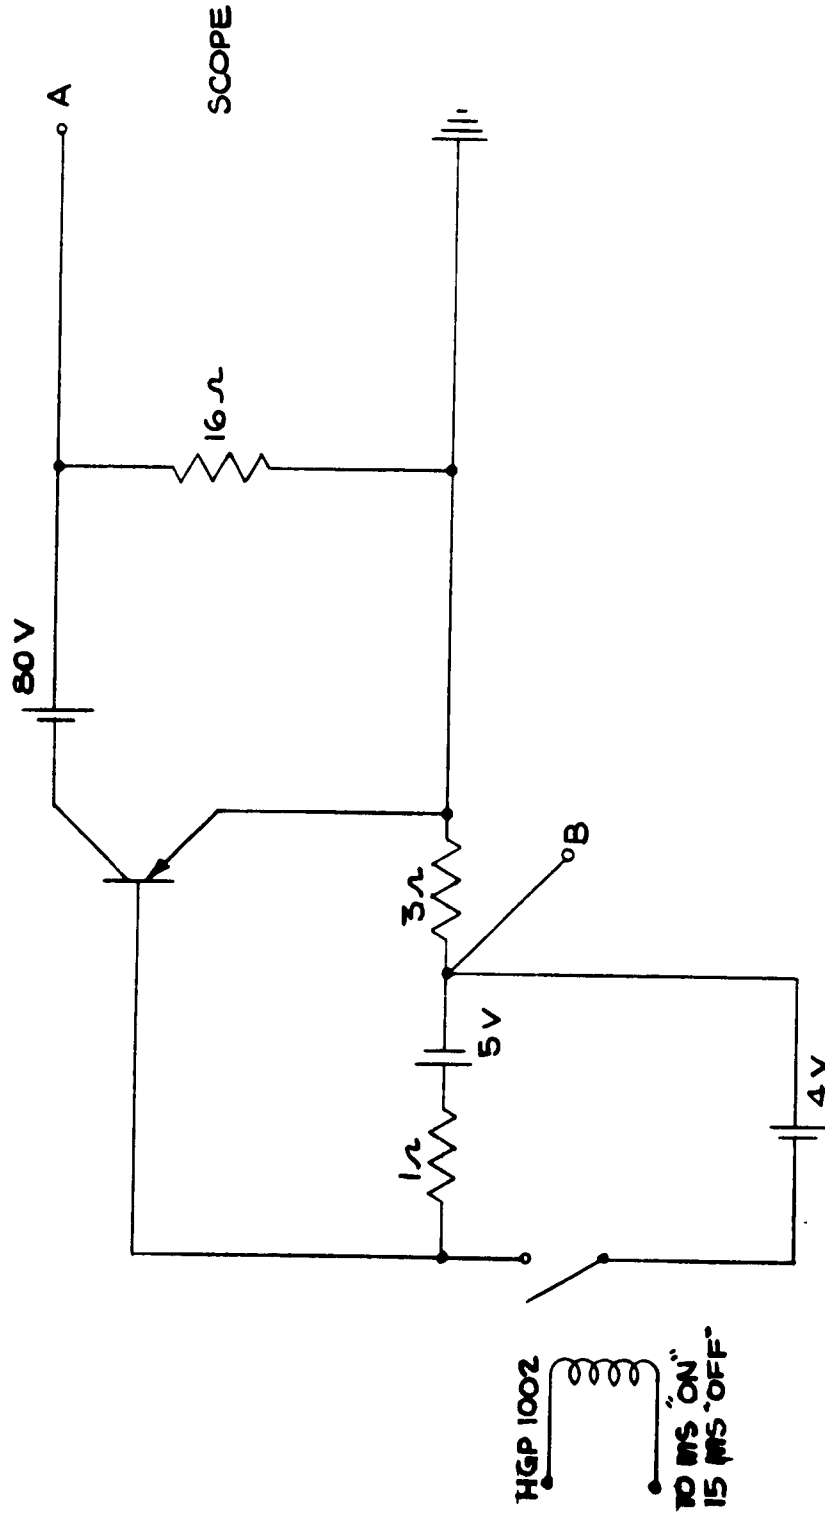 80 V
A
SCOPE
16 Ω
3 Ω
B
1 Ω
5 V
4 V
HGP 1002
10 MS "ON"
15 MS "OFF"